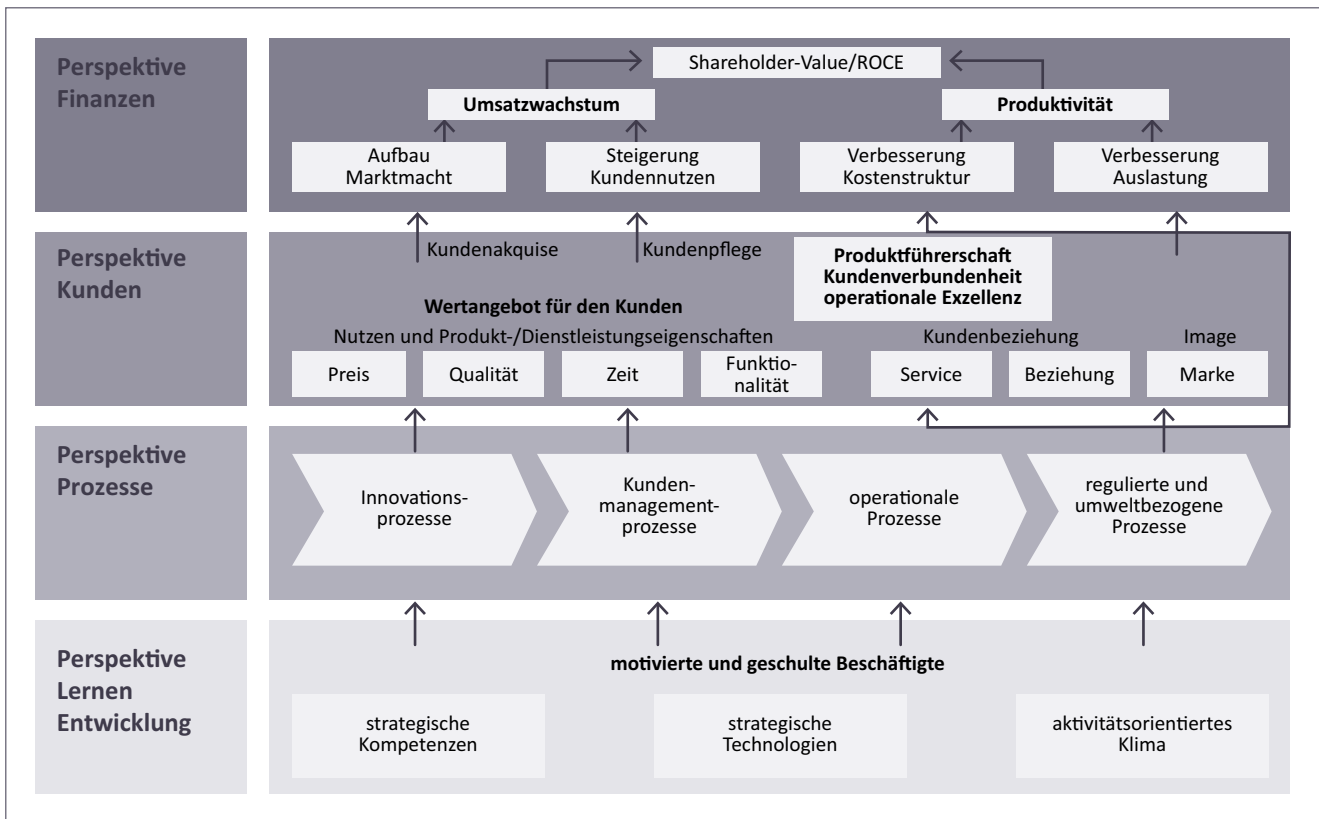 Perspektive
Finanzen
Shareholder-Value/ROCE
Umsatzwachstum
Produktivität
Aufbau
Marktmacht
Steigerung
Kundennutzen
Verbesserung
Kostenstruktur
Verbesserung
Auslastung
Perspektive
Kunden
Kundenakquise
Kundenpflege
Produktführerschaft
Kundenverbundenheit
operationale Exzellenz
Wertangebot für den Kunden
Nutzen und Produkt-/Dienstleistungseigenschaften
Kundenbeziehung
Image
Preis
Qualität
Zeit
Funktio-
nalität
Service
Beziehung
Marke
Perspektive
Prozesse
Innovations-
prozesse
Kunden-
management-
prozesse
operationale
Prozesse
regulierte und
umweltbezogene
Prozesse
Perspektive
Lernen
Entwicklung
motivierte und geschulte Beschäftigte
strategische
Kompetenzen
strategische
Technologien
aktivitätsorientiertes
Klima